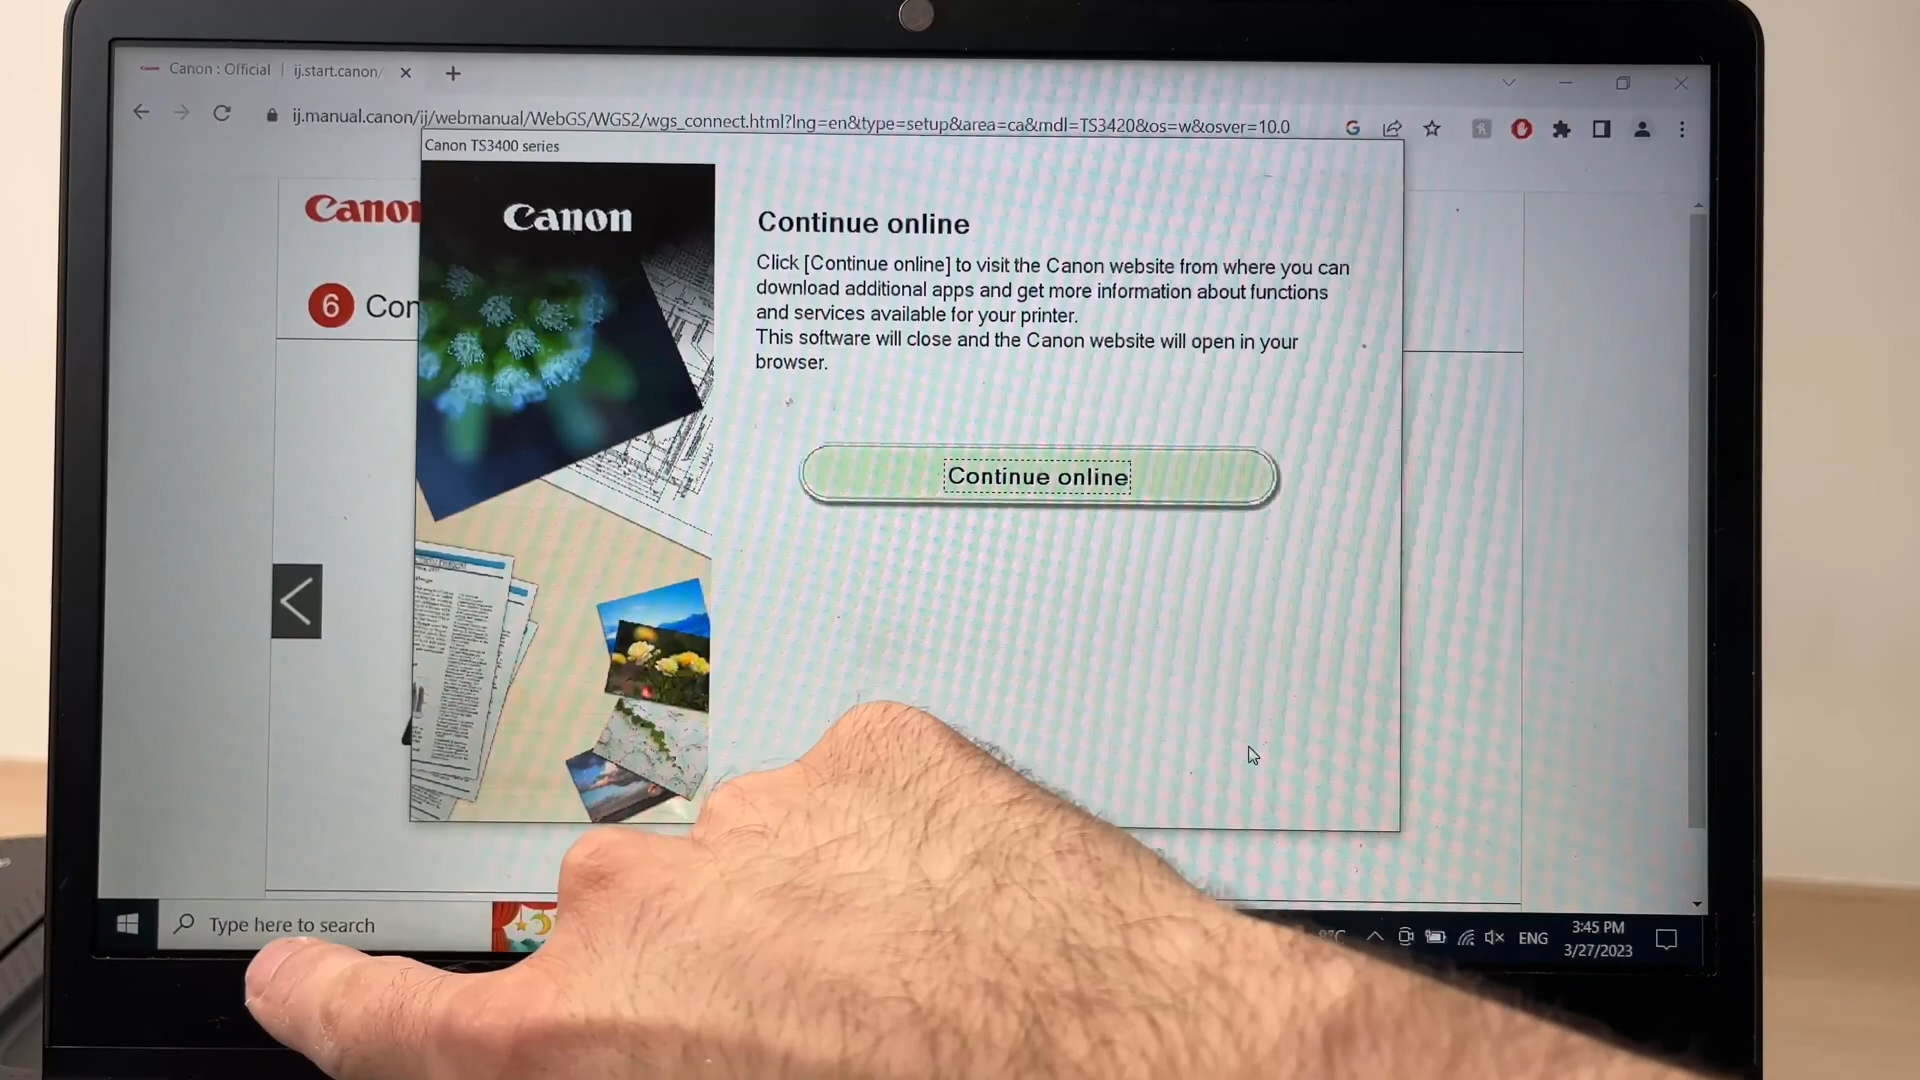 Canon : Official
ij.start.canon/
ij.manual.canon/ij/webmanual/WebGS/WGS2/wgs_connect.html?lng=en&type=setup&area=ca&mdl=TS3420&os=w&osver=10.0
Canon TS3400 series
Canon
Canon
6 Con
Continue online
Click [Continue online] to visit the Canon website from where you can
download additional apps and get more information about functions
and services available for your printer.
This software will close and the Canon website will open in your
browser.
Continue online
Type here to search
ENG
3:45 PM
3/27/2023